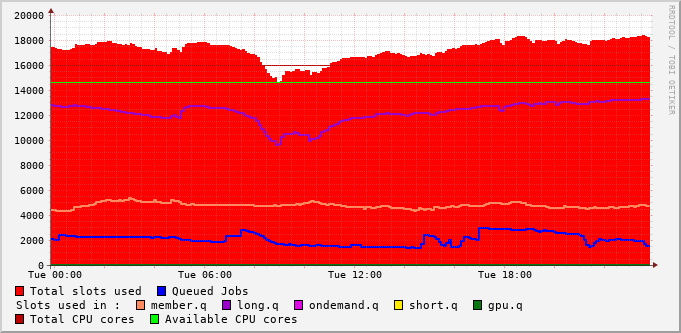 20000
18000
16000
14000
12000
10000
8000
6000
4000
2000
0
Tue 00:00 Tue 06:00 Tue 12:00 Tue 18:00
RRDTOOL / TOBI OETIKER
Total slots used Queued Jobs
Slots used in : member.q long.q ondemand.q short.q gpu.q
Total CPU cores Available CPU cores